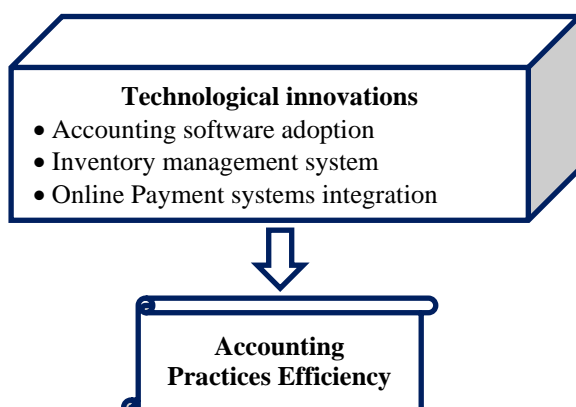 Technological innovations
• Accounting software adoption
• Inventory management system
• Online Payment systems integration
Accounting
Practices Efficiency